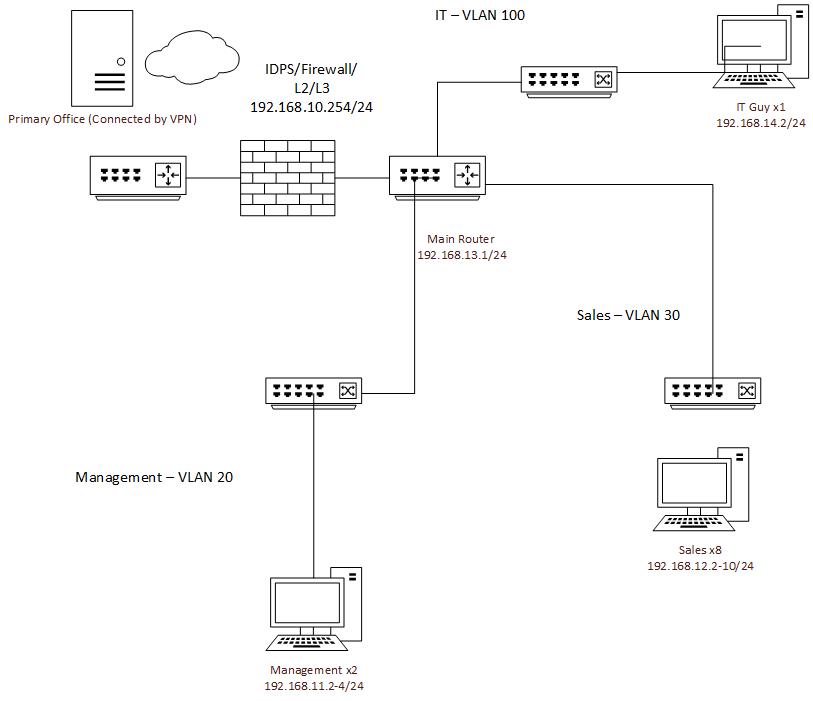 IT – VLAN 100
IDPS/Firewall/
L2/L3
192.168.10.254/24
Primary Office (Connected by VPN)
IT Guy x1
192.168.14.2/24
Main Router
192.168.13.1/24
Sales – VLAN 30
Management – VLAN 20
Sales x8
192.168.12.2-10/24
Management x2
192.168.11.2-4/24